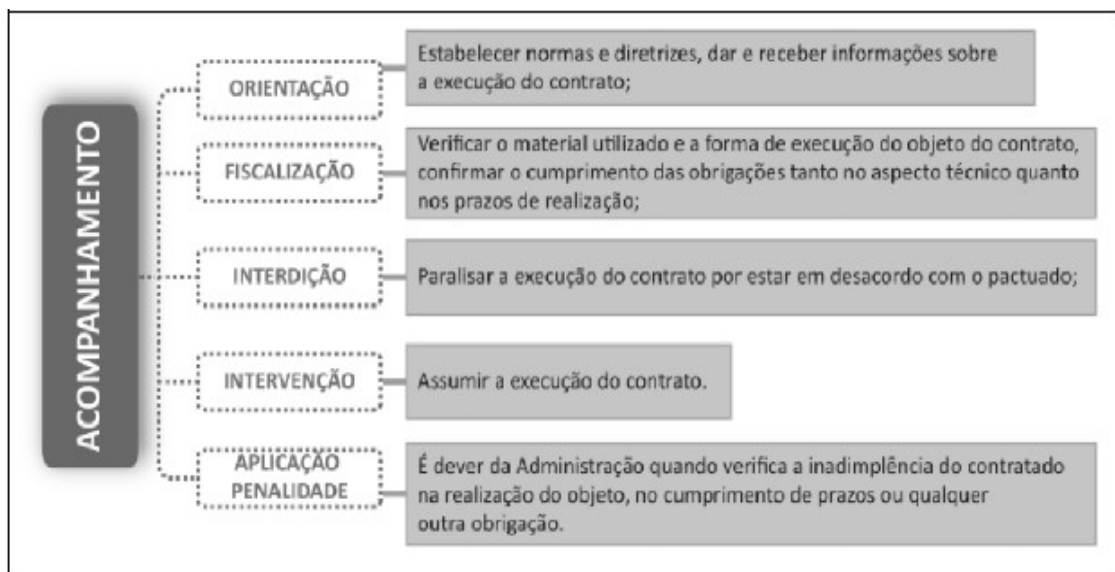 ACOMPANHAMENTO
ORIENTAÇÃO
Estabelecer normas e diretrizes, dar e receber informações sobre
a execução do contrato;
FISCALIZAÇÃO
Verificar o material utilizado e a forma de execução do objeto do contrato,
confirmar o cumprimento das obrigações tanto no aspecto técnico quanto
nos prazos de realização;
INTERDIÇÃO
Paralisar a execução do contrato por estar em desacordo com o pactuado;
INTERVENÇÃO
Assumir a execução do contrato.
APLICAÇÃO
PENALIDADE
É dever da Administração quando verifica a inadimplência do contratado
na realização do objeto, no cumprimento de prazos ou qualquer
outra obrigação.